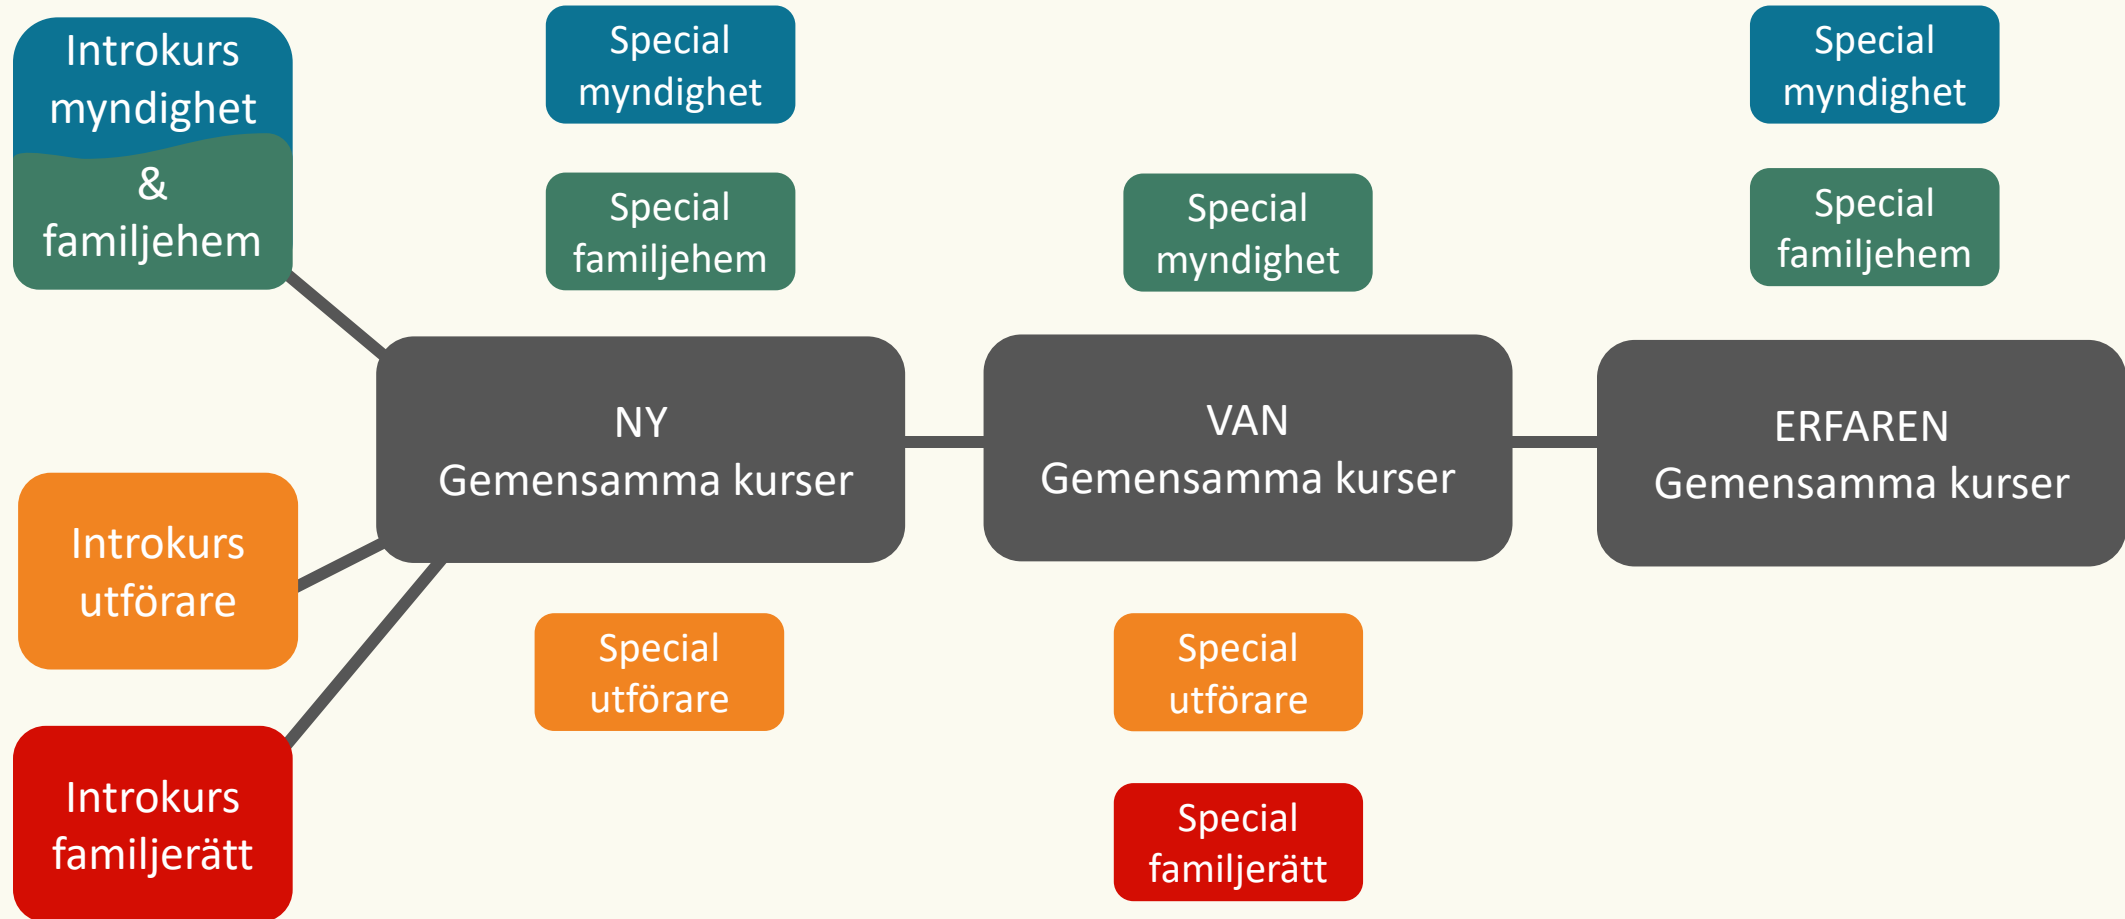 Introkurs
myndighet
&
familjehem
Special
myndighet
Special
myndighet
Special
familjehem
Special
myndighet
Special
familjehem
NY
Gemensamma kurser
VAN
Gemensamma kurser
ERFAREN
Gemensamma kurser
Introkurs
utförare
Special
utförare
Special
utförare
Introkurs
familjerätt
Special
familjerätt